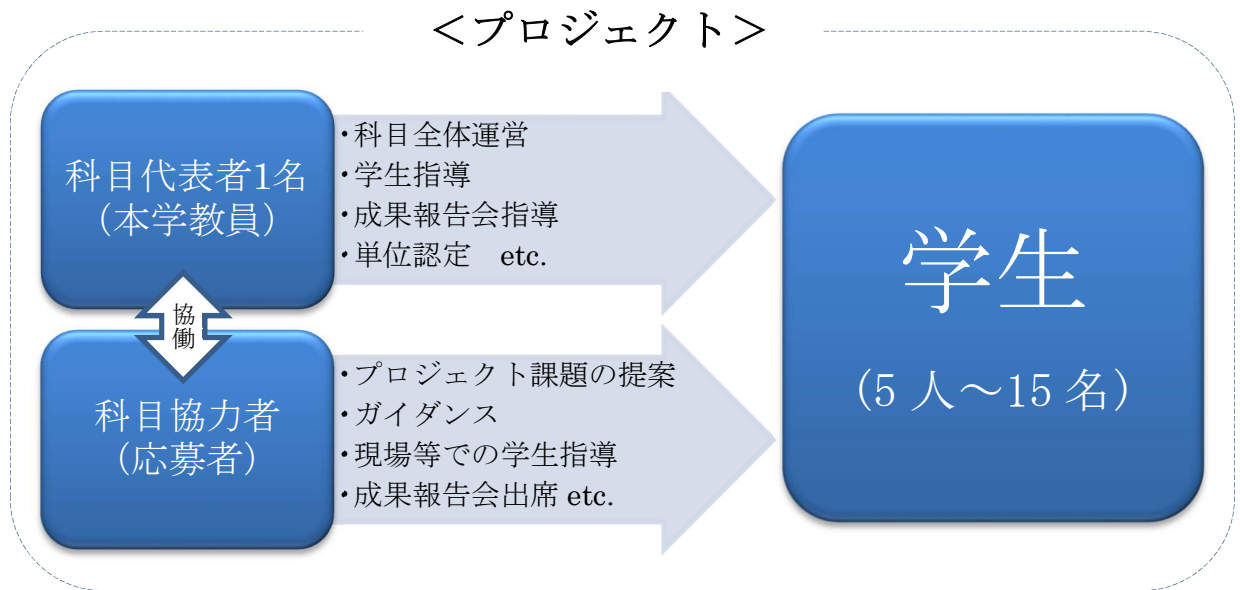 ＜プロジェクト＞
科目代表者1名
（本学教員）
・科目全体運営
・学生指導
・成果報告会指導
・単位認定　etc.
協働
科目協力者
（応募者）
・プロジェクト課題の提案
・ガイダンス
・現場等での学生指導
・成果報告会出席 etc.
学生
（5 人～15 名）